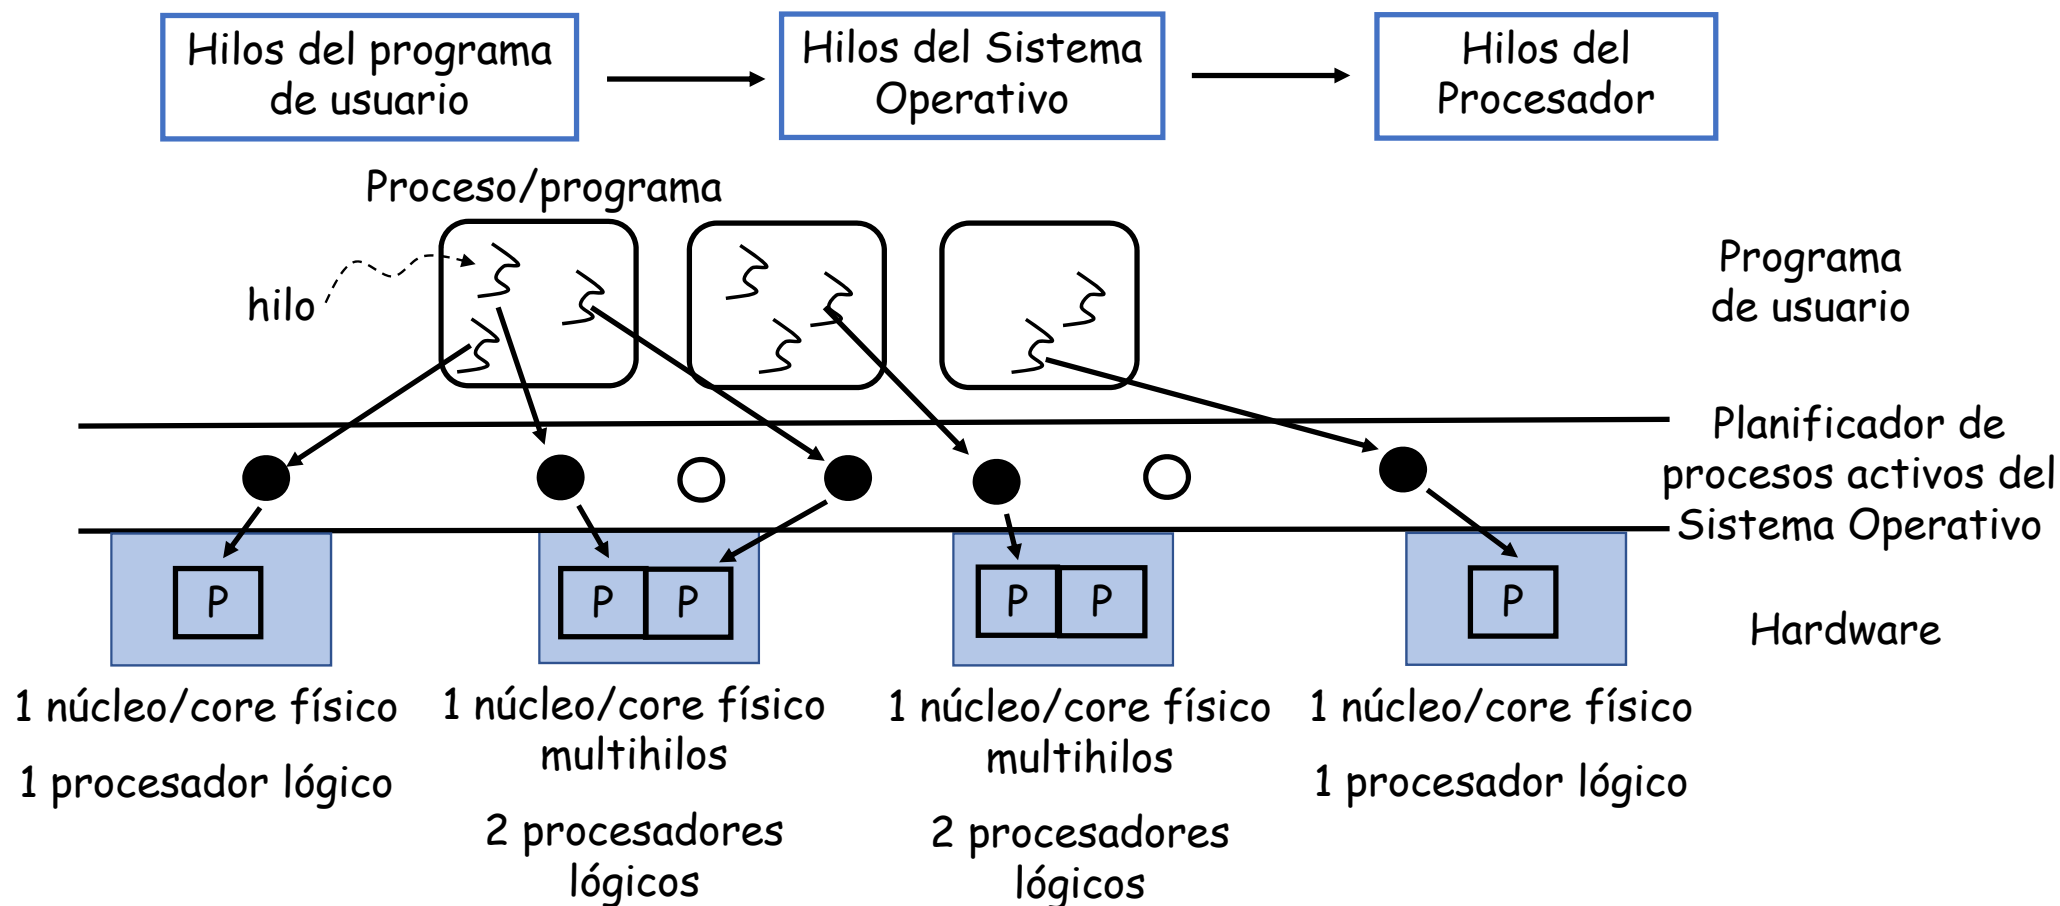 Hilos del programa
de usuario
Hilos del Sistema
Operativo
Hilos del
Procesador
Proceso/programa
hilo
Programa
de usuario
Planificador de
procesos activos del
Sistema Operativo
P
P
P
P
P
P
Hardware
1 núcleo/core físico
1 procesador lógico
1 núcleo/core físico
multihilos
2 procesadores
lógicos
1 núcleo/core físico
multihilos
2 procesadores
lógicos
1 núcleo/core físico
1 procesador lógico